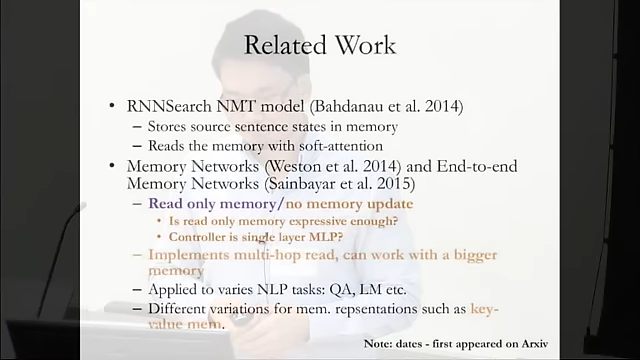 Related Work
• RNNSearch NMT model (Bahdanau et al. 2014)
– Stores source sentence states in memory
– Reads the memory with soft-attention
• Memory Networks (Weston et al. 2014) and End-to-end
Memory Networks (Sainbayar et al. 2015)
– Read only memory/no memory update
• Is read only memory expressive enough?
• Controller is single layer MLP?
– Implements multi-hop read, can work with a bigger
memory
– Applied to varies NLP tasks: QA, LM etc.
– Different variations for mem. repsentations such as key-
value mem.
Note: dates - first appeared on Arxiv